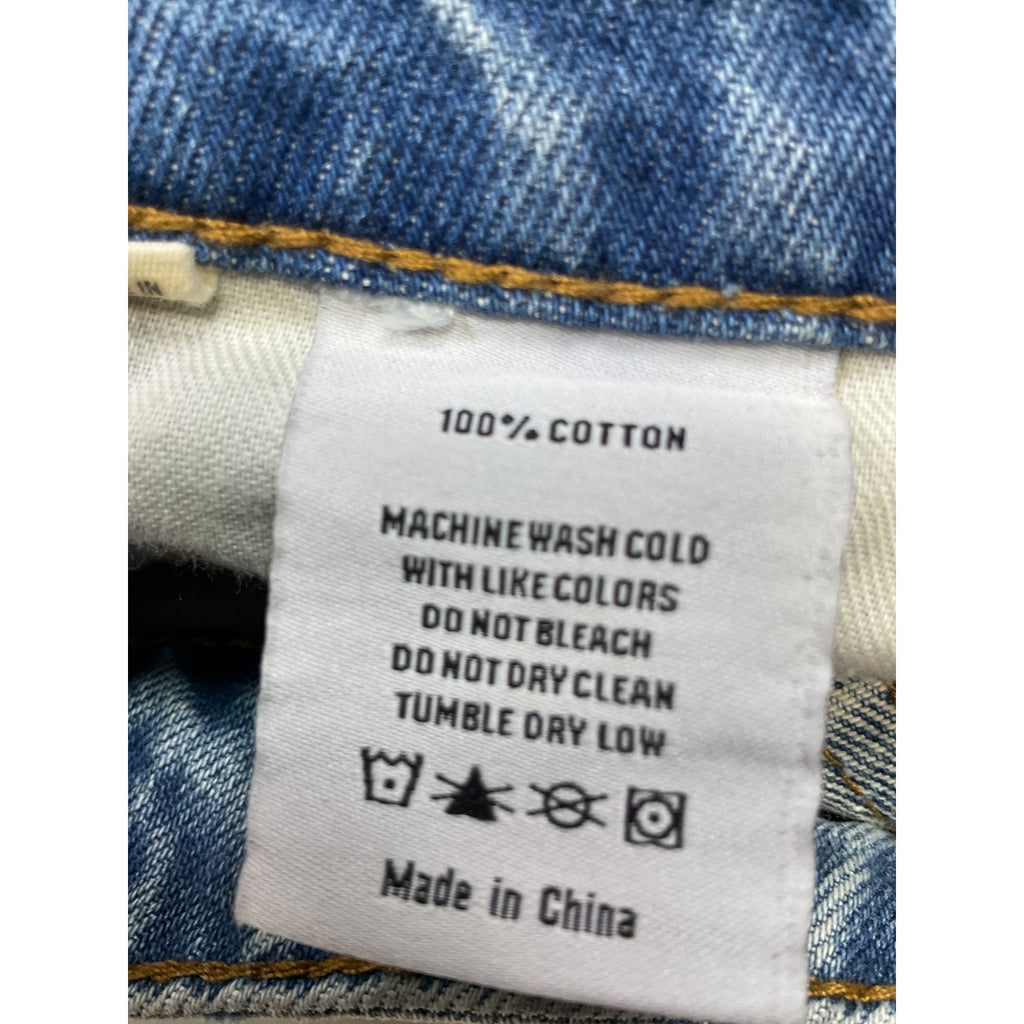 IN
100% COTTON
MACHINE WASH COLD
WITH LIKE COLORS
DO NOT BLEACH
DO NOT DRY CLEAN
TUMBLE DRY LOW
Made in China